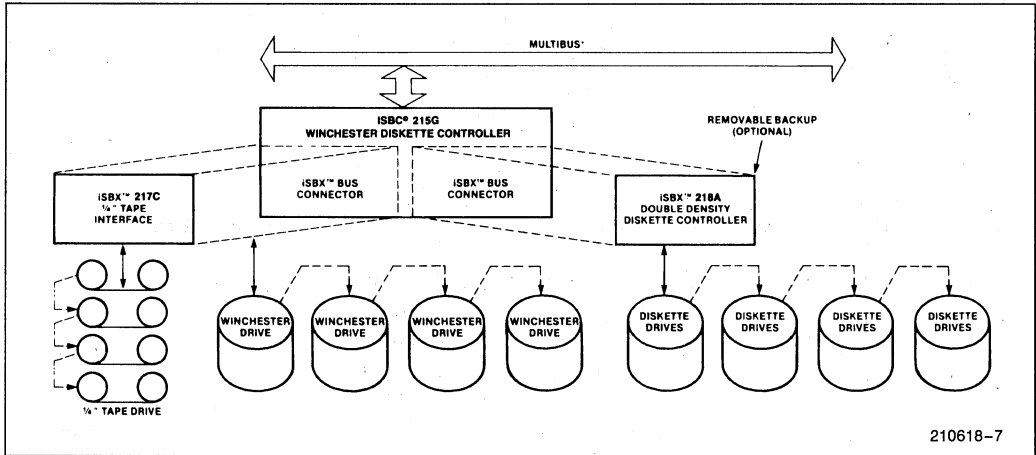 MULTIBUS*
iSBC® 215G
WINCHESTER DISKETTE CONTROLLER
iSBX™ BUS
CONNECTOR
iSBX™ BUS
CONNECTOR
REMOVABLE BACKUP
(OPTIONAL)
iSBX™ 217C
¼" TAPE
INTERFACE
iSBX™ 218A
DOUBLE DENSITY
DISKETTE CONTROLLER
WINCHESTER
DRIVE
WINCHESTER
DRIVE
WINCHESTER
DRIVE
WINCHESTER
DRIVE
DISKETTE
DRIVES
DISKETTE
DRIVES
DISKETTE
DRIVES
DISKETTE
DRIVES
¼" TAPE DRIVE
210618-7